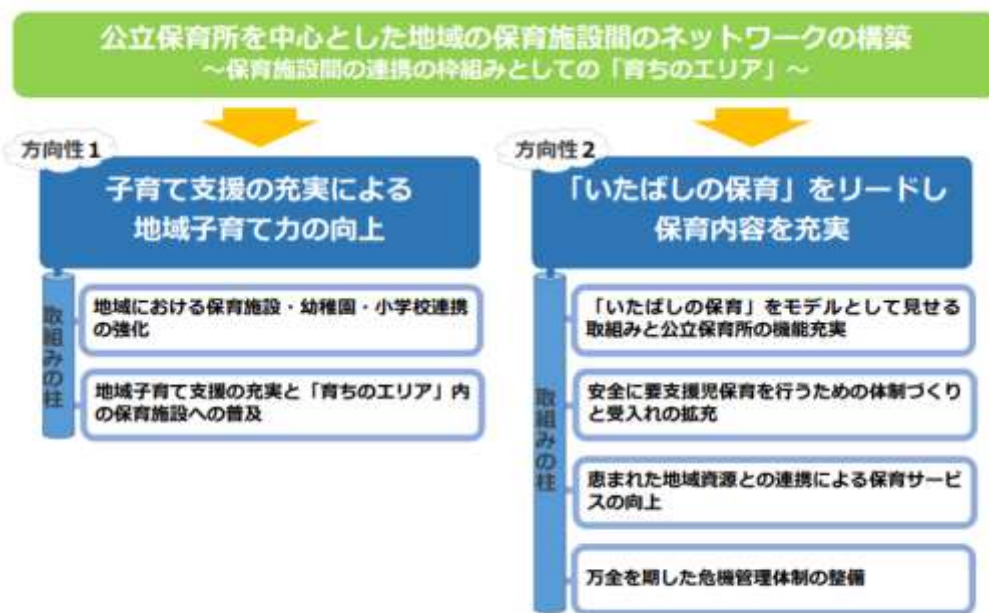 公立保育所を中心とした地域の保育施設間のネットワークの構築
～保育施設間の連携の枠組みとしての「育ちのエリア」～
方向性1
子育て支援の充実による
地域子育て力の向上
取組みの柱
地域における保育施設・幼稚園・小学校連携
の強化
地域子育て支援の充実と「育ちのエリア」内
の保育施設への普及
方向性2
「いたばしの保育」をリードし
保育内容を充実
取組みの柱
「いたばしの保育」をモデルとして見せる
取組みと公立保育所の機能充実
安全に要支援児保育を行うための体制づくり
と受入れの拡充
恵まれた地域資源との連携による保育サービ
スの向上
万全を期した危機管理体制の整備